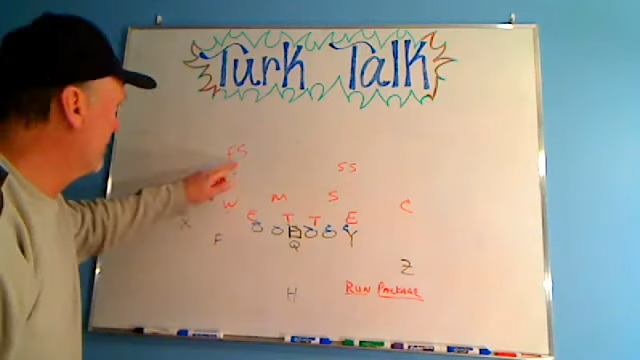 Turk Talk
FS
SS
W M S C
E T T E
X Y
F Q
Z
H RUN PACKAGE